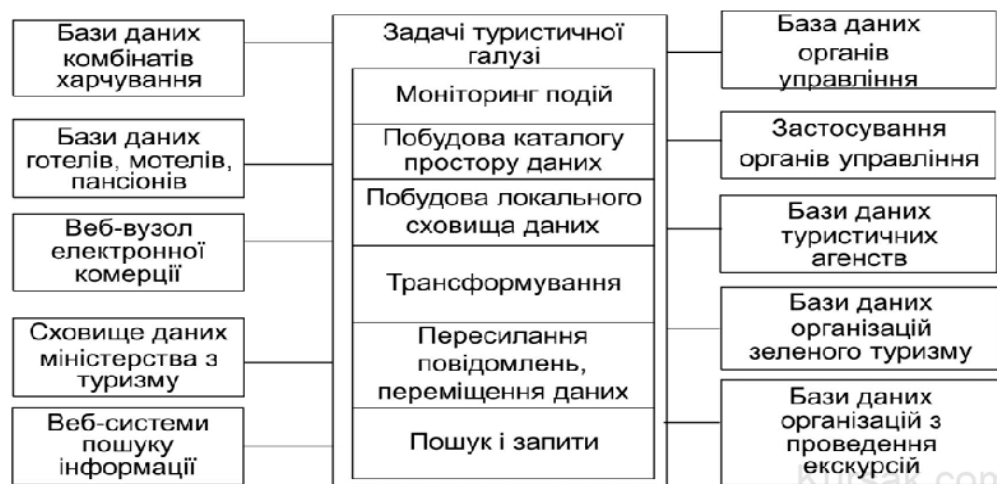 Бази даних
комбінатів
харчування
Бази даних
готелів, мотелів,
пансіонів
Веб-вузол
електронної
комерції
Сховище даних
міністерства з
туризму
Веб-системи
пошуку
інформації
Задачі туристичної
галузі
Моніторинг подій
Побудова каталогу
простору даних
Побудова локального
сховища даних
Трансформування
Пересилання
повідомлень,
переміщення даних
Пошук і запити
База даних
органів
управління
Застосування
органів управління
Бази даних
туристичних
агенств
Бази даних
організацій
зеленого туризму
Бази даних
організацій з
проведення
екскурсій